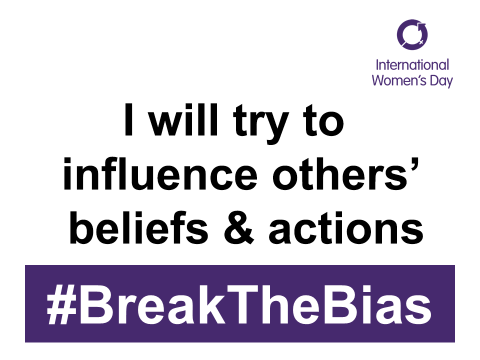 International
Women's Day
I will try to
influence others’
beliefs & actions
#BreakTheBias